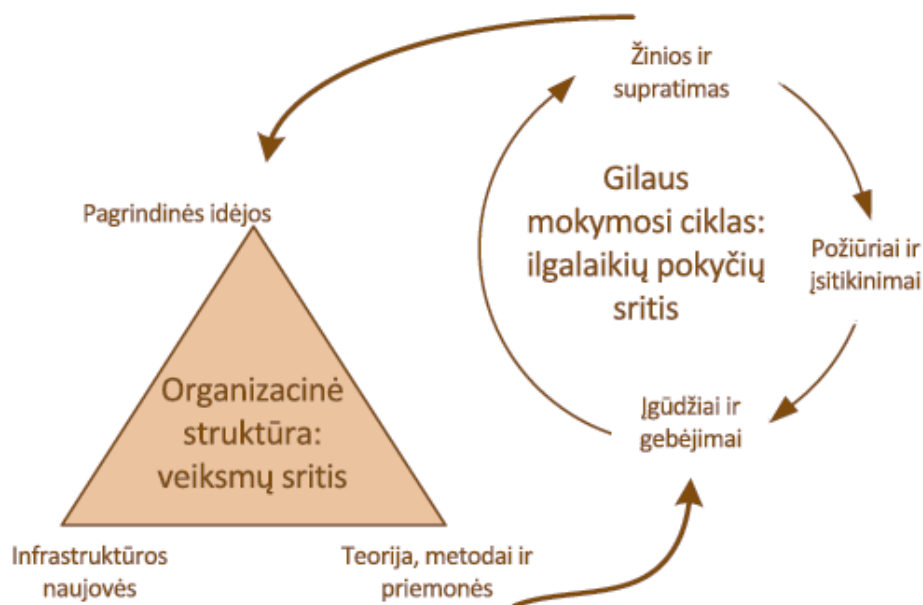 Žinios ir
supratimas
Gilaus
mokymosi ciklas:
ilgalaikių pokyčių
sritis
Požiūriai ir
įsitikinimai
Įgūdžiai ir
gebėjimai
Pagrindinės idėjos
Organizacinė
struktūra:
veiksmų sritis
Infrastruktūros
naujovės
Teorija, metodai ir
priemonės